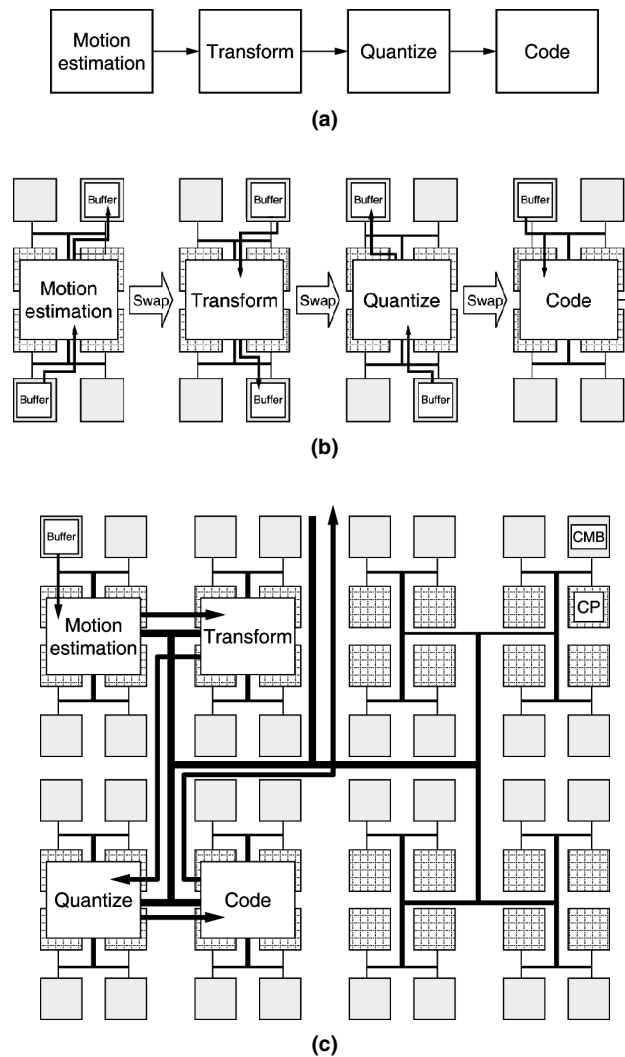 Motion
estimation
Transform
Quantize
Code
(a)
Buffer
Buffer
Buffer
Buffer
Motion
estimation
Swap
Transform
Swap
Quantize
Swap
Code
Buffer
Buffer
Buffer
(b)
Buffer
CMB
CP
Motion
estimation
Transform
Quantize
Code
(c)